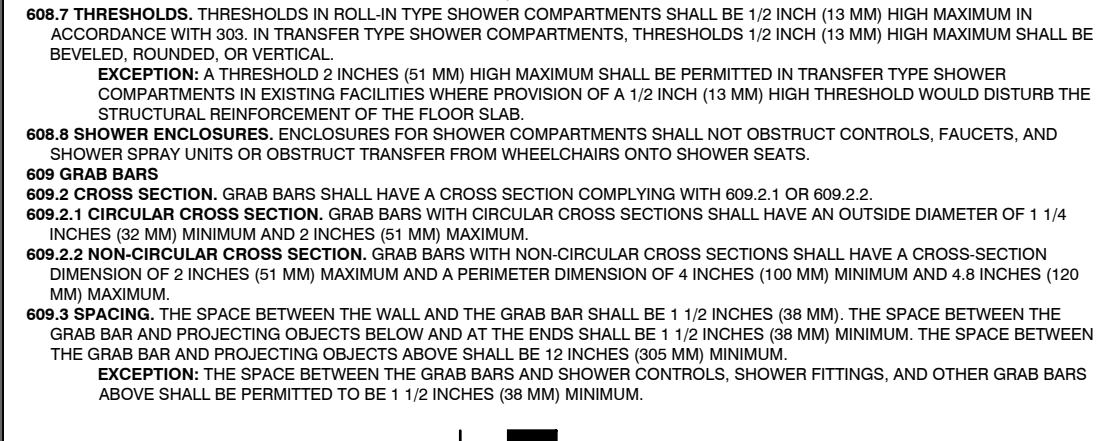 608.7 THRESHOLDS. THRESHOLDS IN ROLL-IN TYPE SHOWER COMPARTMENTS SHALL BE 1/2 INCH (13 MM) HIGH MAXIMUM IN
ACCORDANCE WITH 303. IN TRANSFER TYPE SHOWER COMPARTMENTS, THRESHOLDS 1/2 INCH (13 MM) HIGH MAXIMUM SHALL BE
BEVELED, ROUNDED, OR VERTICAL.
EXCEPTION: A THRESHOLD 2 INCHES (51 MM) HIGH MAXIMUM SHALL BE PERMITTED IN TRANSFER TYPE SHOWER
COMPARTMENTS IN EXISTING FACILITIES WHERE PROVISION OF A 1/2 INCH (13 MM) HIGH THRESHOLD WOULD DISTURB THE
STRUCTURAL REINFORCEMENT OF THE FLOOR SLAB.
608.8 SHOWER ENCLOSURES. ENCLOSURES FOR SHOWER COMPARTMENTS SHALL NOT OBSTRUCT CONTROLS, FAUCETS, AND
SHOWER SPRAY UNITS OR OBSTRUCT TRANSFER FROM WHEELCHAIRS ONTO SHOWER SEATS.
609 GRAB BARS
609.2 CROSS SECTION. GRAB BARS SHALL HAVE A CROSS SECTION COMPLYING WITH 609.2.1 OR 609.2.2.
609.2.1 CIRCULAR CROSS SECTION. GRAB BARS WITH CIRCULAR CROSS SECTIONS SHALL HAVE AN OUTSIDE DIAMETER OF 1 1/4
INCHES (32 MM) MINIMUM AND 2 INCHES (51 MM) MAXIMUM.
609.2.2 NON-CIRCULAR CROSS SECTION. GRAB BARS WITH NON-CIRCULAR CROSS SECTIONS SHALL HAVE A CROSS-SECTION
DIMENSION OF 2 INCHES (51 MM) MAXIMUM AND A PERIMETER DIMENSION OF 4 INCHES (100 MM) MINIMUM AND 4.8 INCHES (120
MM) MAXIMUM.
609.3 SPACING. THE SPACE BETWEEN THE WALL AND THE GRAB BAR SHALL BE 1 1/2 INCHES (38 MM). THE SPACE BETWEEN THE
GRAB BAR AND PROJECTING OBJECTS BELOW AND AT THE ENDS SHALL BE 1 1/2 INCHES (38 MM) MINIMUM. THE SPACE BETWEEN
THE GRAB BAR AND PROJECTING OBJECTS ABOVE SHALL BE 12 INCHES (305 MM) MINIMUM.
EXCEPTION: THE SPACE BETWEEN THE GRAB BARS AND SHOWER CONTROLS, SHOWER FITTINGS, AND OTHER GRAB BARS
ABOVE SHALL BE PERMITTED TO BE 1 1/2 INCHES (38 MM) MINIMUM.